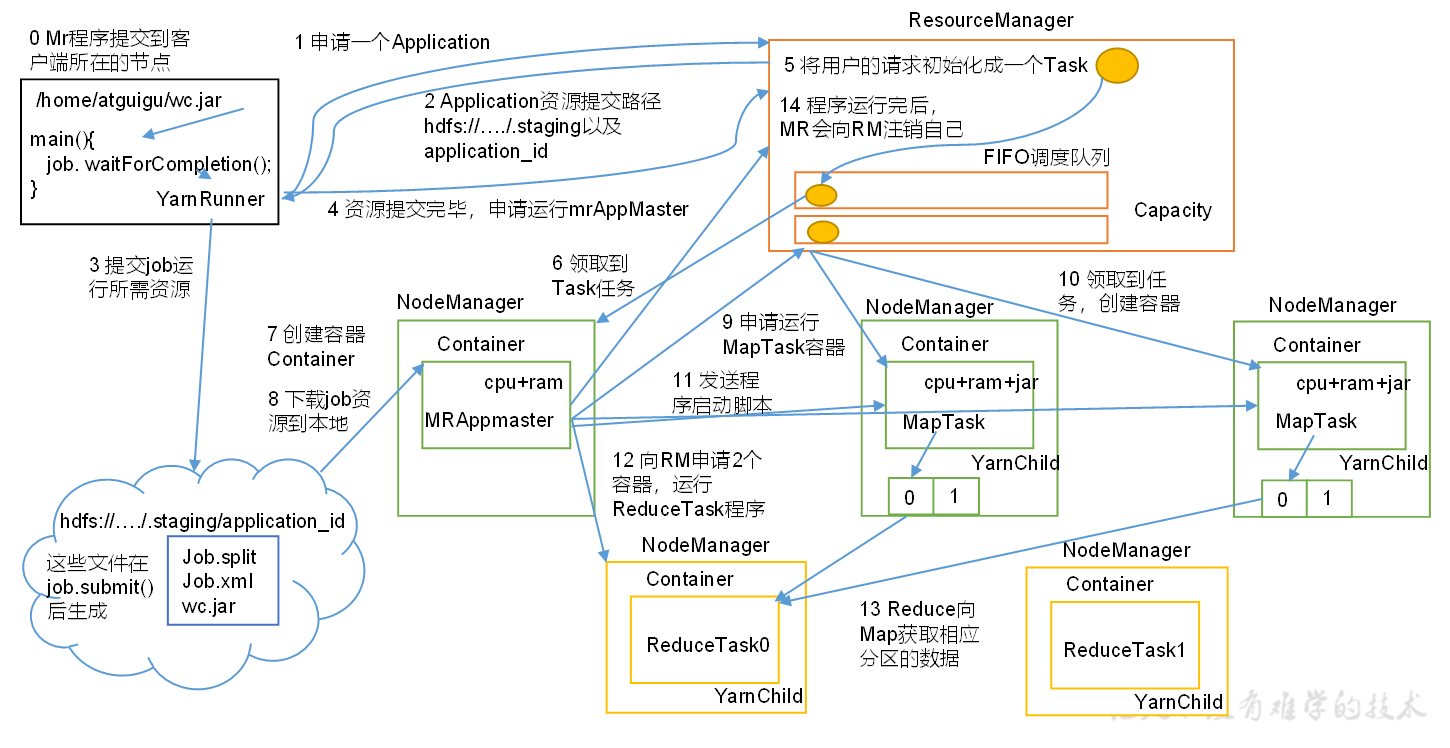 ResourceManager
0 Mr程序提交到客
户端所在的节点
1 申请一个Application
/home/atguigu/wc.jar
main(){
job. waitForCompletion();
}
YarnRunner
2 Application资源提交路径
hdfs://…./.staging以及
application_id
4 资源提交完毕，申请运行mrAppMaster
5 将用户的请求初始化成一个Task
14 程序运行完后，
MR会向RM注销自己
FIFO调度队列
Capacity
3 提交job运
行所需资源
6 领取到
Task任务
10 领取到任
务，创建容器
NodeManager
7 创建容器
Container
8 下载job资
源到本地
Container
cpu+ram
MRAppmaster
9 申请运行
MapTask容器
11 发送程
序启动脚本
NodeManager
Container
cpu+ram+jar
MapTask
YarnChild
0
1
NodeManager
Container
cpu+ram+jar
MapTask
YarnChild
0
1
12 向RM申请2个
容器，运行
ReduceTask程序
hdfs://…./.staging/application_id
这些文件在
job.submit()
后生成
Job.split
Job.xml
wc.jar
NodeManager
Container
ReduceTask0
YarnChild
13 Reduce向
Map获取相应
分区的数据
NodeManager
Container
ReduceTask1
YarnChild
有难学的技术